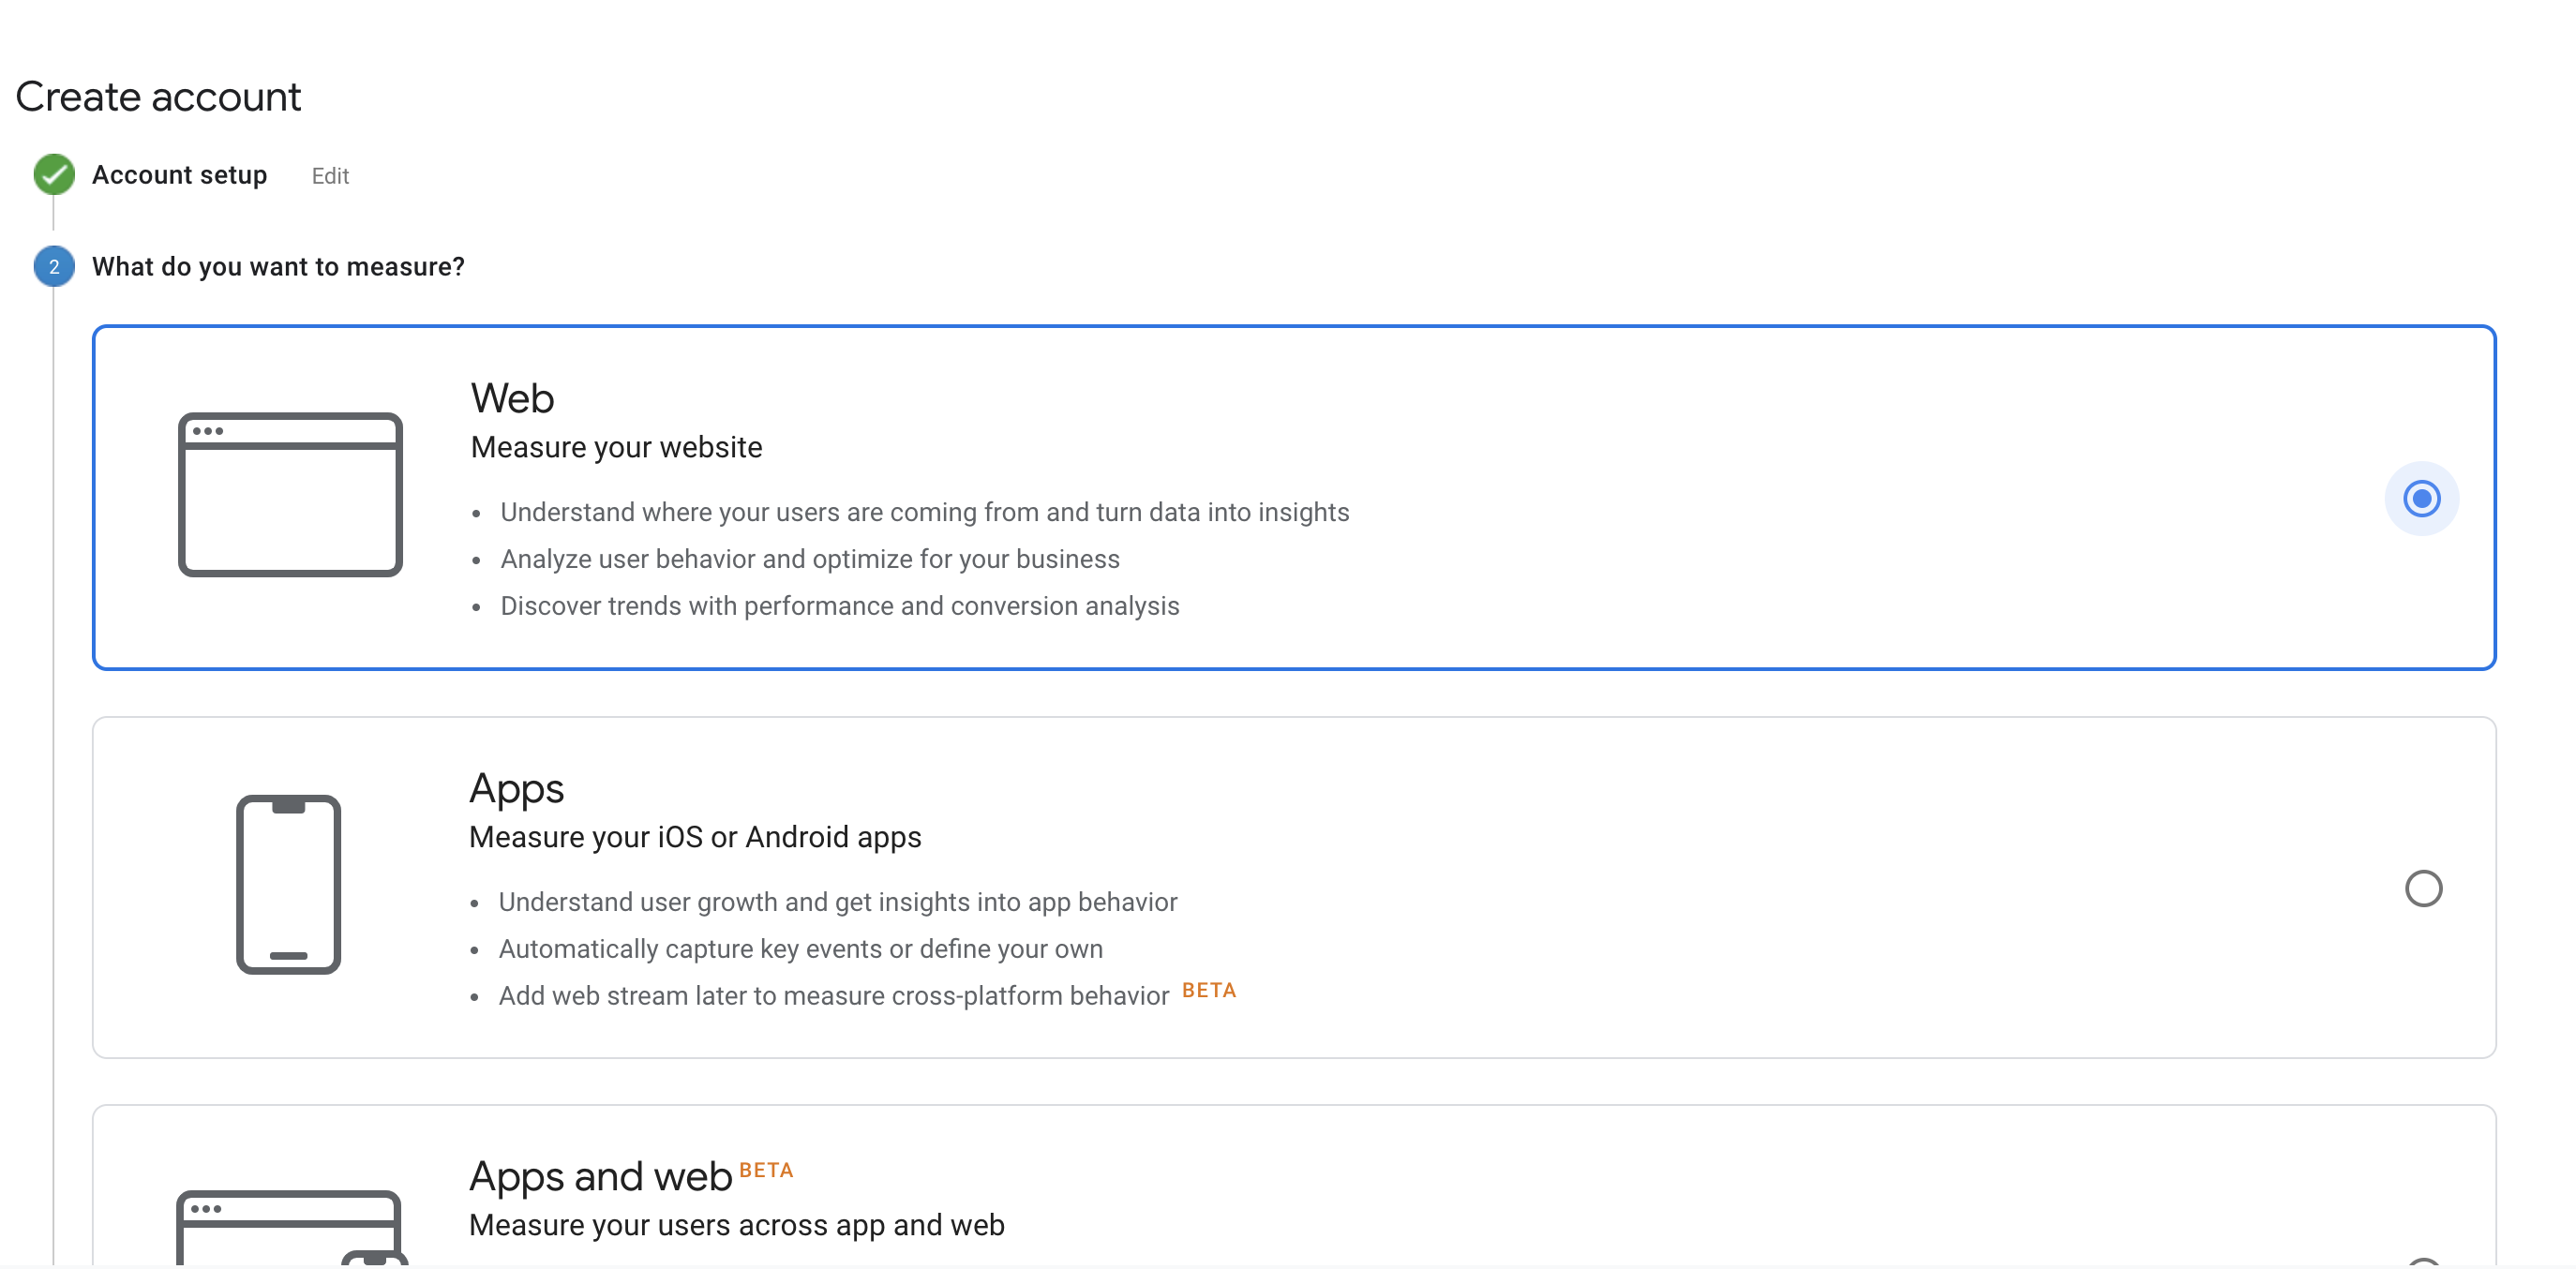 Create account
Account setup Edit
2 What do you want to measure?
Web
Measure your website
• Understand where your users are coming from and turn data into insights
• Analyze user behavior and optimize for your business
• Discover trends with performance and conversion analysis
Apps
Measure your iOS or Android apps
• Understand user growth and get insights into app behavior
• Automatically capture key events or define your own
• Add web stream later to measure cross-platform behavior BETA
Apps and web BETA
Measure your users across app and web